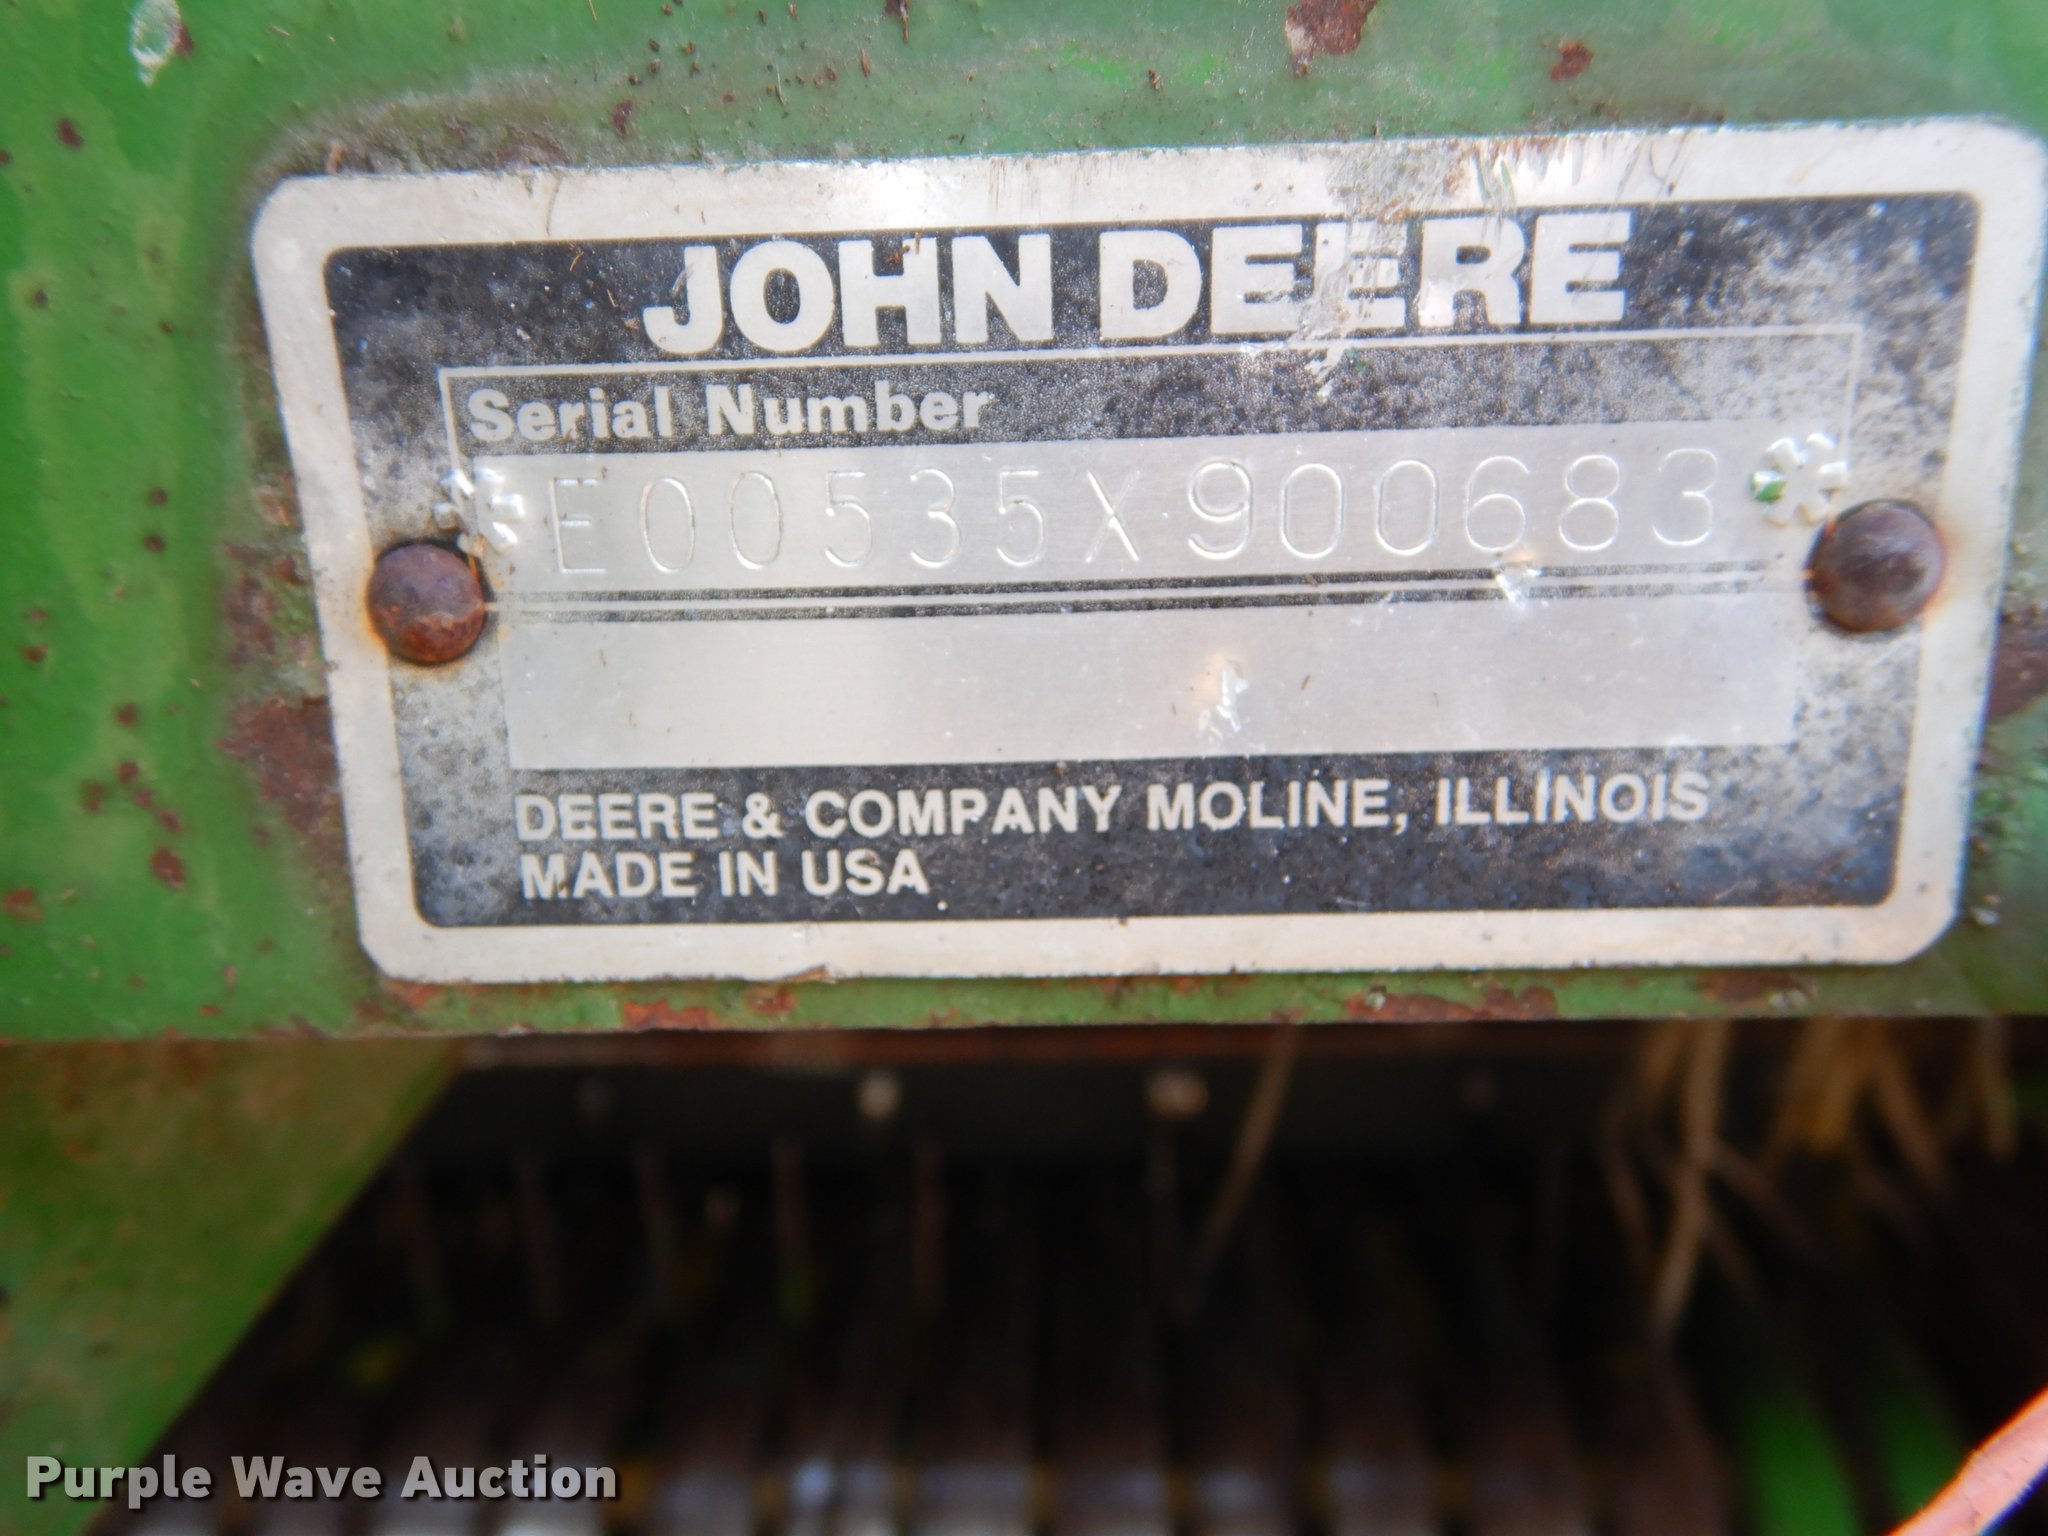 JOHN DEERE
Serial Number
*E00535X900683*
DEERE & COMPANY MOLINE, ILLINOIS
MADE IN USA
Purple Wave Auction